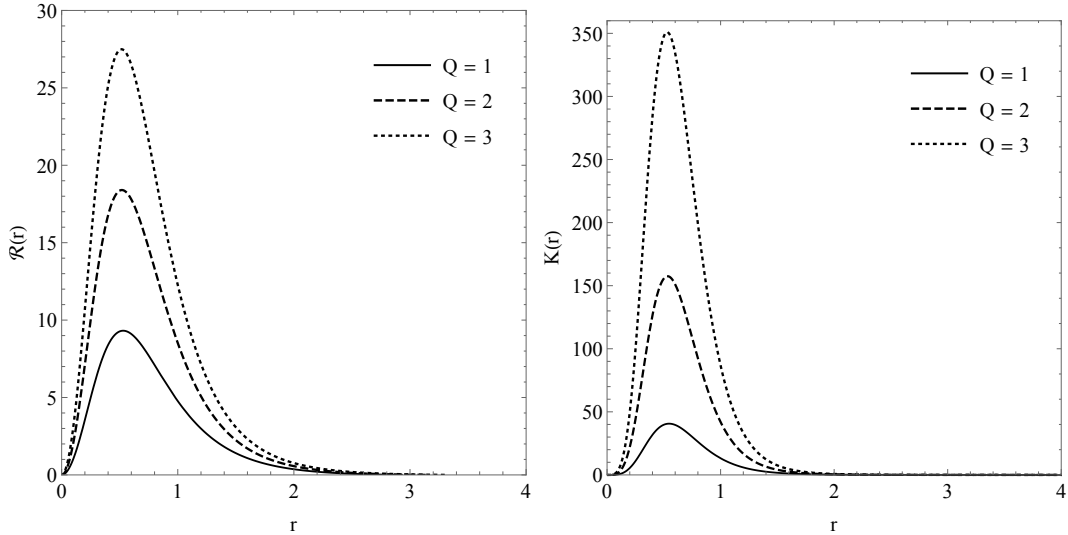 30
25
20
15
10
5
0
ℛ(r)
Q = 1
Q = 2
Q = 3
0 1 2 3 4
r
350
300
250
200
150
100
50
0
K(r)
Q = 1
Q = 2
Q = 3
0 1 2 3 4
r